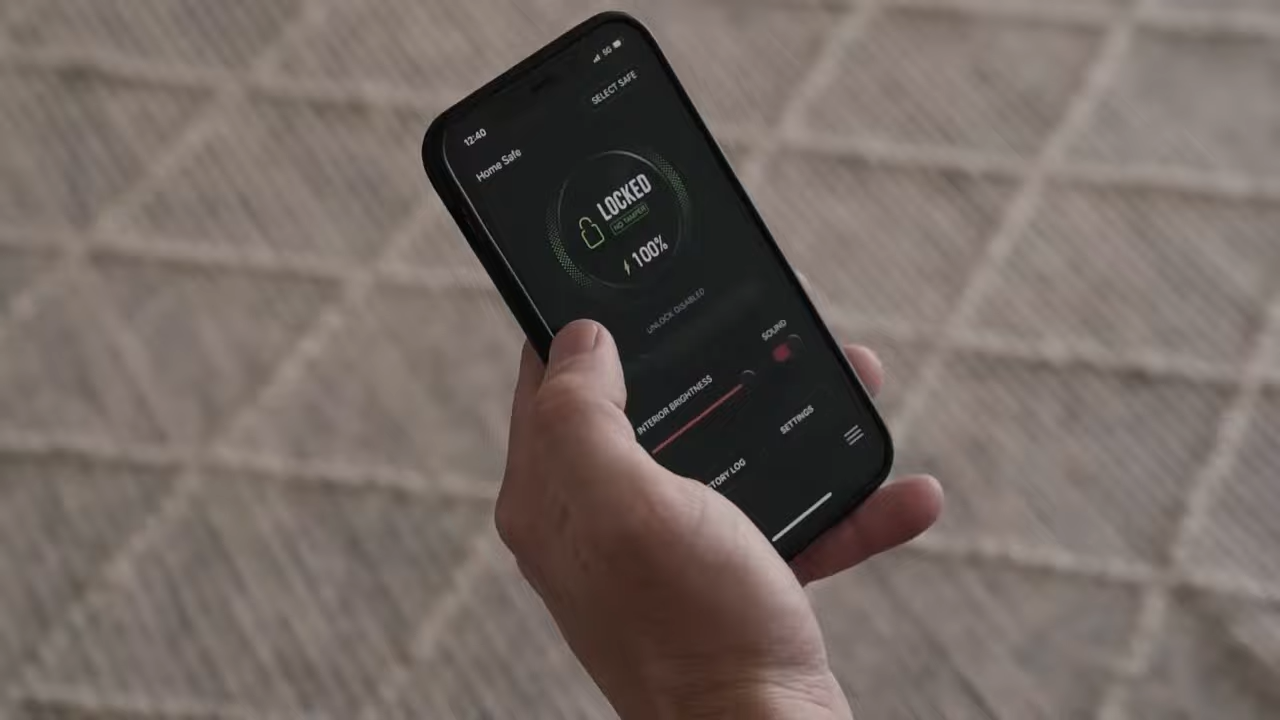 12:40
5G
SELECT SAFE
Home Safe
LOCKED
NO TAMPER
100%
UNLOCK DISABLED
SOUND
INTERIOR BRIGHTNESS
SETTINGS
TORY LOG